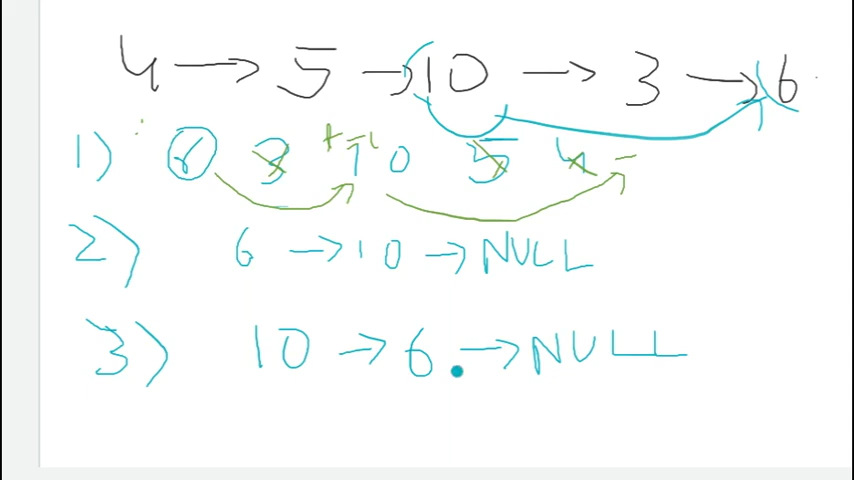 4 → 5 → 10 → 3 → 6
1) 6 3 10 5 4
2) 6 → 10 → NULL
3) 10 → 6 → NULL